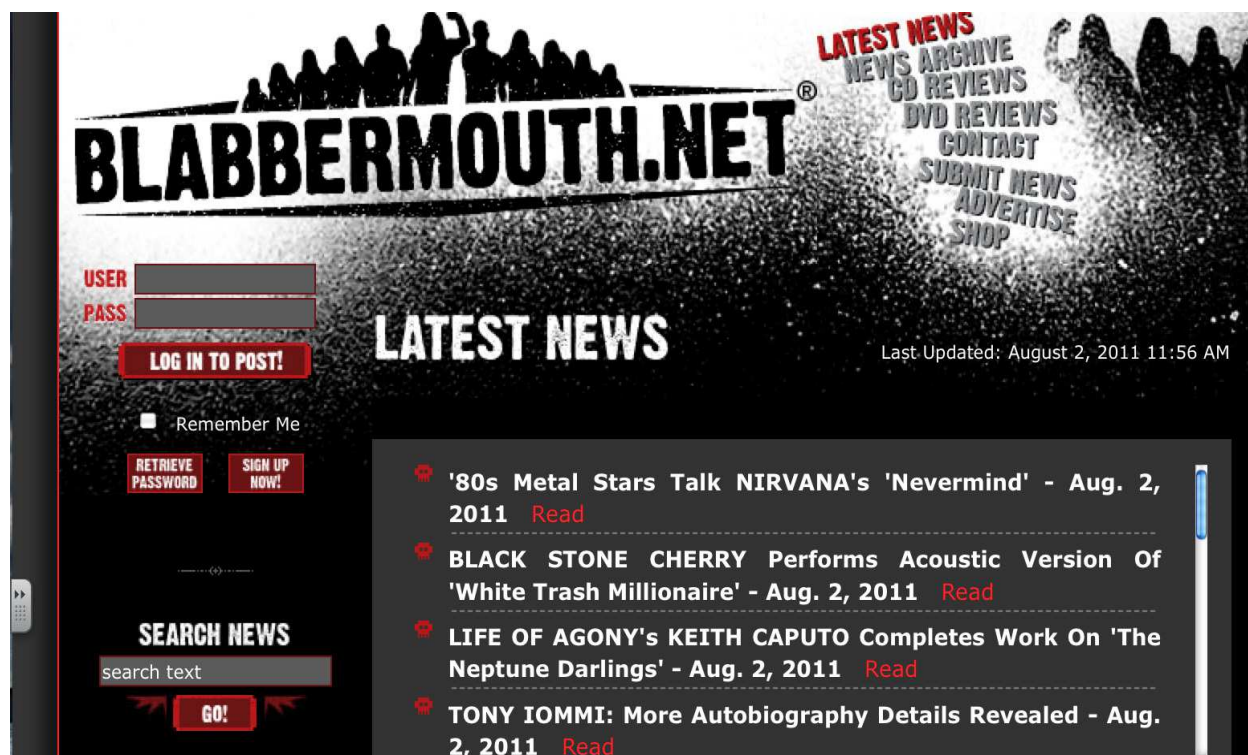 BLABBERMOUTH.NET®
LATEST NEWS
NEWS ARCHIVE
CD REVIEWS
DVD REVIEWS
CONTACT
SUBMIT NEWS
ADVERTISE
SHOP
USER
PASS
LOG IN TO POST!
Remember Me
RETRIEVE
PASSWORD
SIGN UP
NOW!
SEARCH NEWS
search text
GO!
LATEST NEWS
Last Updated: August 2, 2011 11:56 AM
'80s Metal Stars Talk NIRVANA's 'Nevermind' - Aug. 2,
2011 Read
BLACK STONE CHERRY Performs Acoustic Version Of
'White Trash Millionaire' - Aug. 2, 2011 Read
LIFE OF AGONY's KEITH CAPUTO Completes Work On 'The
Neptune Darlings' - Aug. 2, 2011 Read
TONY IOMMI: More Autobiography Details Revealed - Aug.
2, 2011 Read